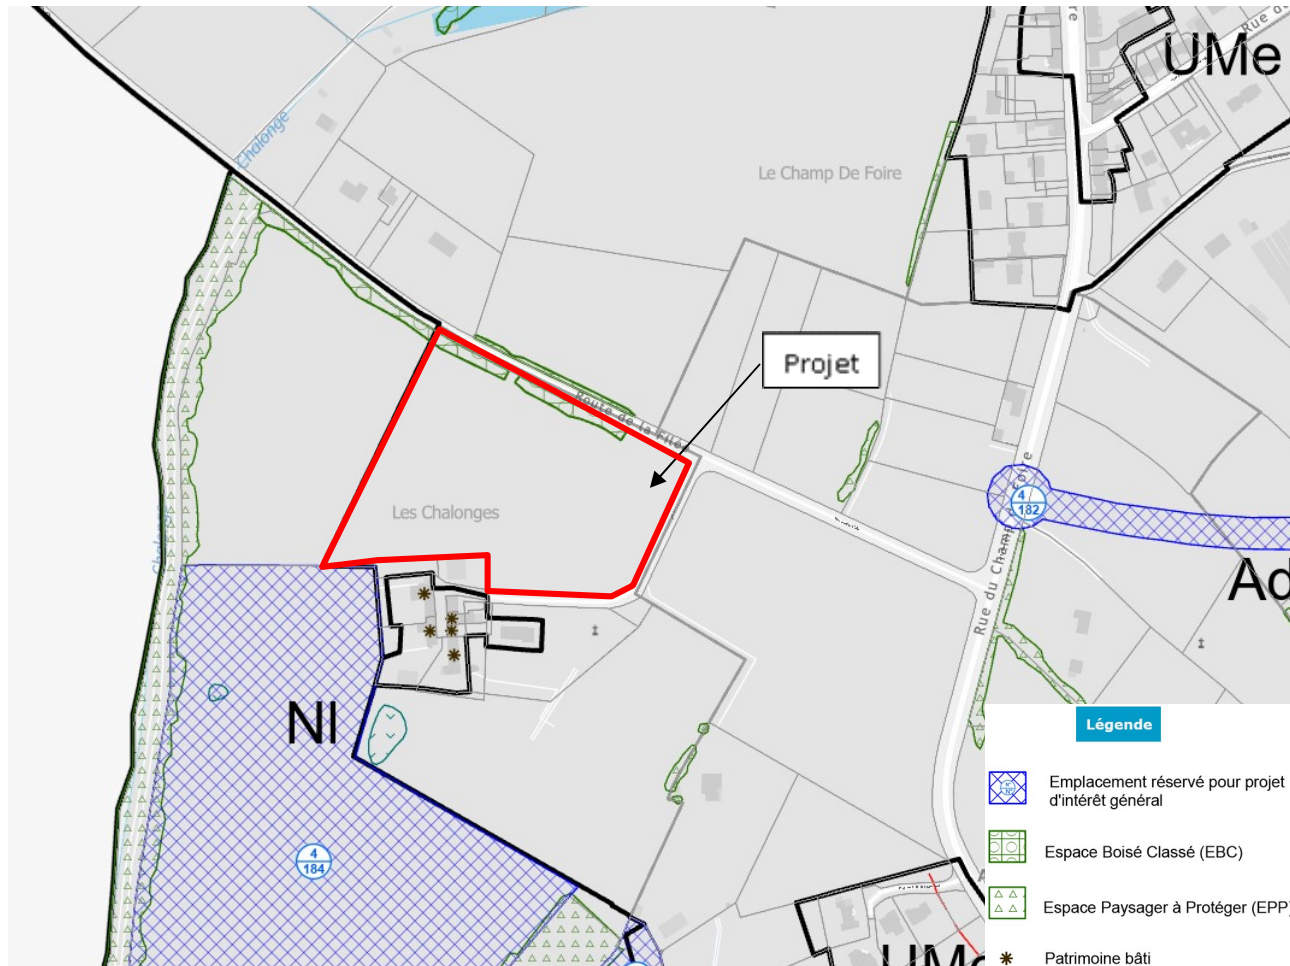 UMe
Chalonge
Le Champ De Foire
Projet
Route de la Filée
Les Chalonges
4
182
Rue du Champ de Foire
Ad
Nl
4
184
UMe
Légende
Emplacement réservé pour projet
d'intérêt général
Espace Boisé Classé (EBC)
Espace Paysager à Protéger (EPP)
Patrimoine bâti